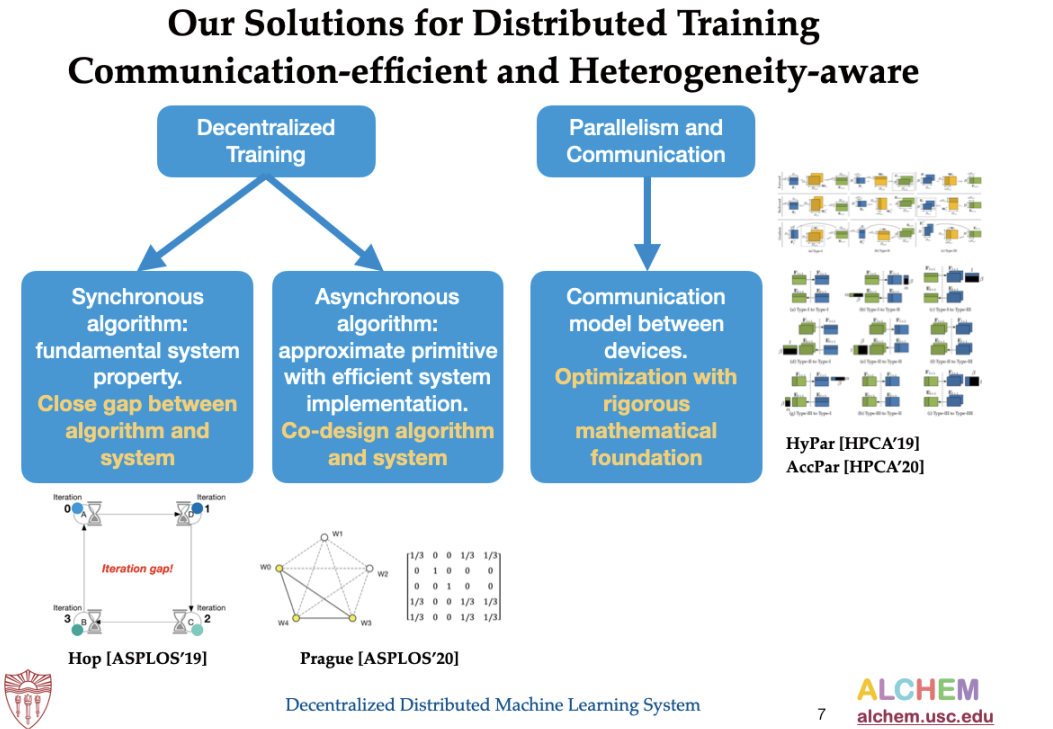 Our Solutions for Distributed Training
Communication-efficient and Heterogeneity-aware
Decentralized
Training
Parallelism and
Communication
Synchronous
algorithm:
fundamental system
property.
Close gap between
algorithm and
system
Asynchronous
algorithm:
approximate primitive
with efficient system
implementation.
Co-design algorithm
and system
Communication
model between
devices.
Optimization with
rigorous
mathematical
foundation
HyPar [HPCA'19]
AccPar [HPCA'20]
Iteration
0
A
Iteration
1
D
Iteration gap!
Iteration
3
B
Iteration
2
C
Hop [ASPLOS'19]
W1
W0
W2
W4
W3
1/3 0 0 1/3 1/3
0 1 0 0 0
0 0 1 0 0
1/3 0 0 1/3 1/3
1/3 0 0 1/3 1/3
Prague [ASPLOS'20]
Decentralized Distributed Machine Learning System
7
ALCHEM
alchem.usc.edu